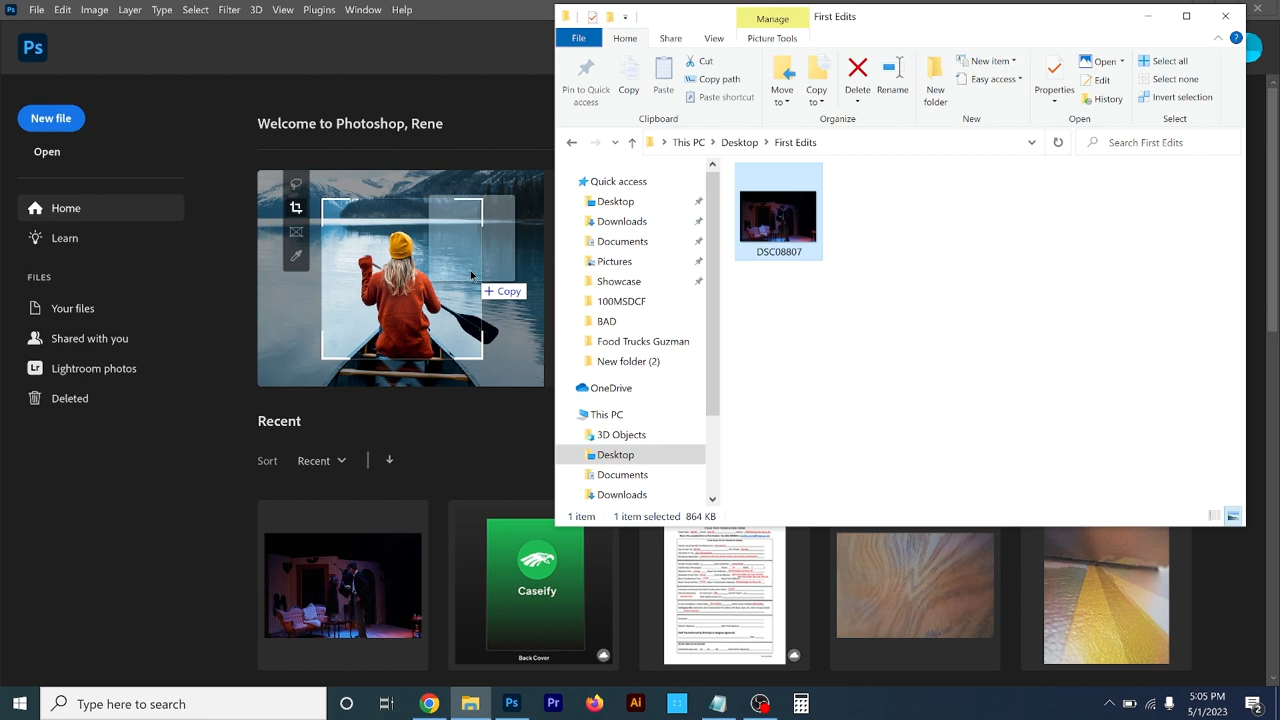 Ps File Edit Image Layer Type Select Filter 3D View Plugins Window Help
Manage First Edits
File Home Share View Picture Tools
Pin to Quick access
Copy
Paste
Cut
Copy path
Paste shortcut
Clipboard
Move to
Copy to
Delete
Rename
Organize
New folder
New item
Easy access
New
Properties
Open
Edit
History
Open
Select all
Select none
Invert selection
Select
This PC > Desktop > First Edits
Search First Edits
Ps
New file
Open
Home
Learn
FILES
Your files
Shared with you
Lightroom photos
Deleted
Welcome to Photoshop, Rene
+ Copy
Recent
Sort Recent
Quick access
Desktop
Downloads
Documents
Pictures
Showcase
100MSDCF
BAD
Food Trucks Guzman
New folder (2)
OneDrive
This PC
3D Objects
Desktop
Documents
Downloads
DSC08807
1 item 1 item selected 864 KB
Caseify
Back Cover
Type here to search
Ps Pr Ai
5:05 PM
5/1/2023
2